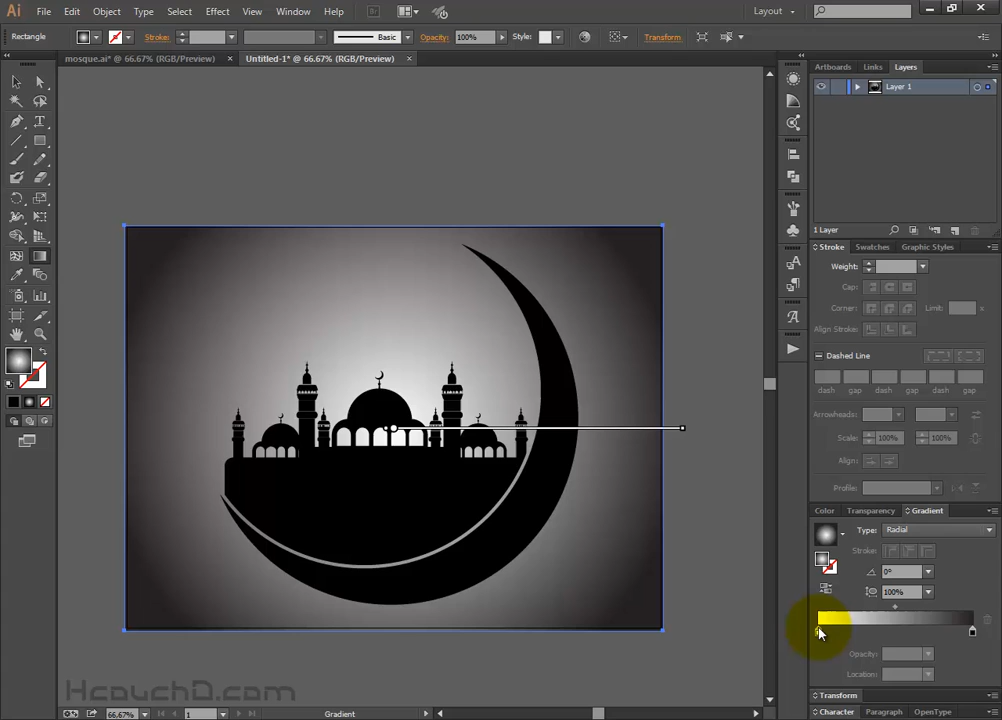 Ai File Edit Object Type Select Effect View Window Help Br Layout
Rectangle Stroke: Basic Opacity: 100% Style: Transform
mosque.ai* @ 66.67% (RGB/Preview) × Untitled-1* @ 66.67% (RGB/Preview) ×
Artboards Links Layers
Layer 1
1 Layer
Stroke Swatches Graphic Styles
Weight:
Cap:
Corner: Limit: x
Align Stroke:
Dashed Line
dash gap dash gap dash gap
Arrowheads:
Scale: 100% 100%
Align:
Profile:
Color Transparency Gradient
Type: Radial
Stroke:
0°
100%
Opacity:
Location:
Transform
Character Paragraph OpenType
HcouchD.com
66.67% 1 Gradient